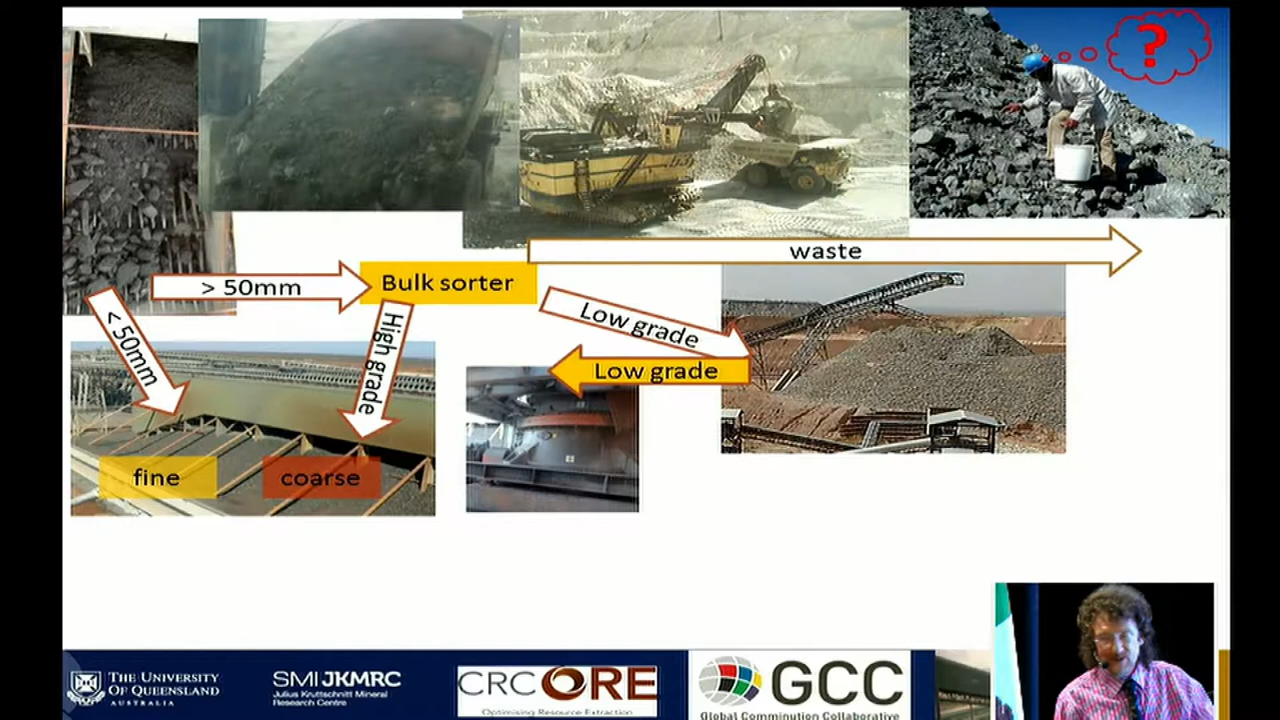 ?
waste
> 50mm
Bulk sorter
Low grade
< 50mm
High grade
Low grade
fine
coarse
THE UNIVERSITY
OF QUEENSLAND
AUSTRALIA
SMI JKMRC
Julius Kruttschnitt Mineral
Research Centre
CRC ORE
Optimising Resource Extraction
GCC
Global Comminution Collaborative